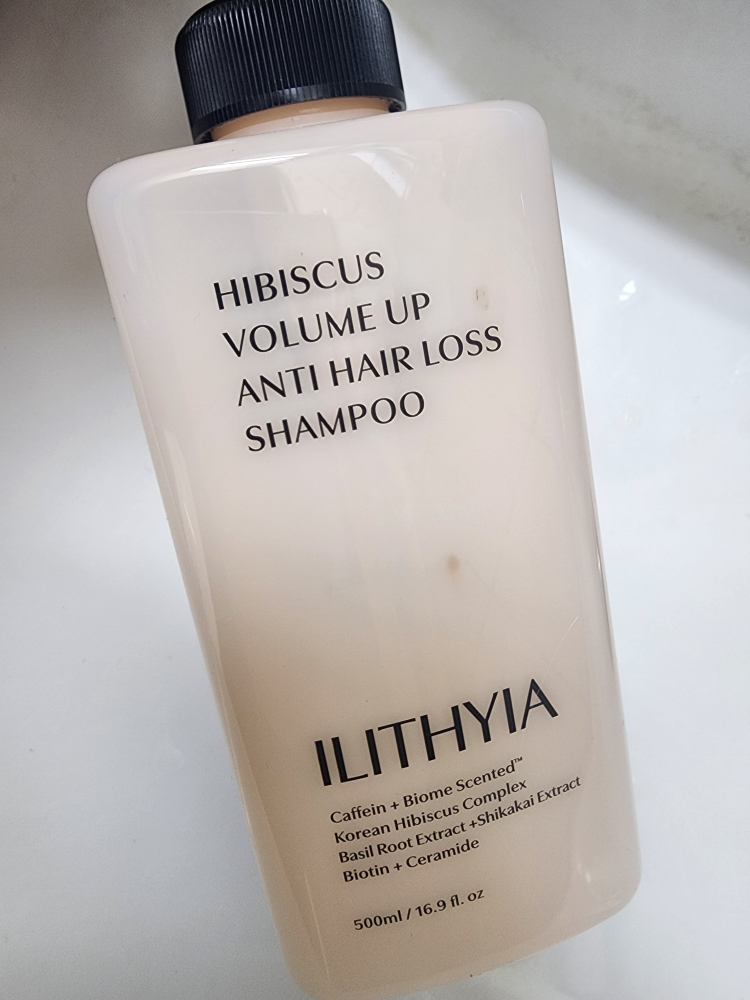 HIBISCUS
VOLUME UP
ANTI HAIR LOSS
SHAMPOO
ILITHYIA
Caffein + Biome Scented™
Korean Hibiscus Complex
Basil Root Extract +Shikakai Extract
Biotin + Ceramide
500ml / 16.9 fl. oz